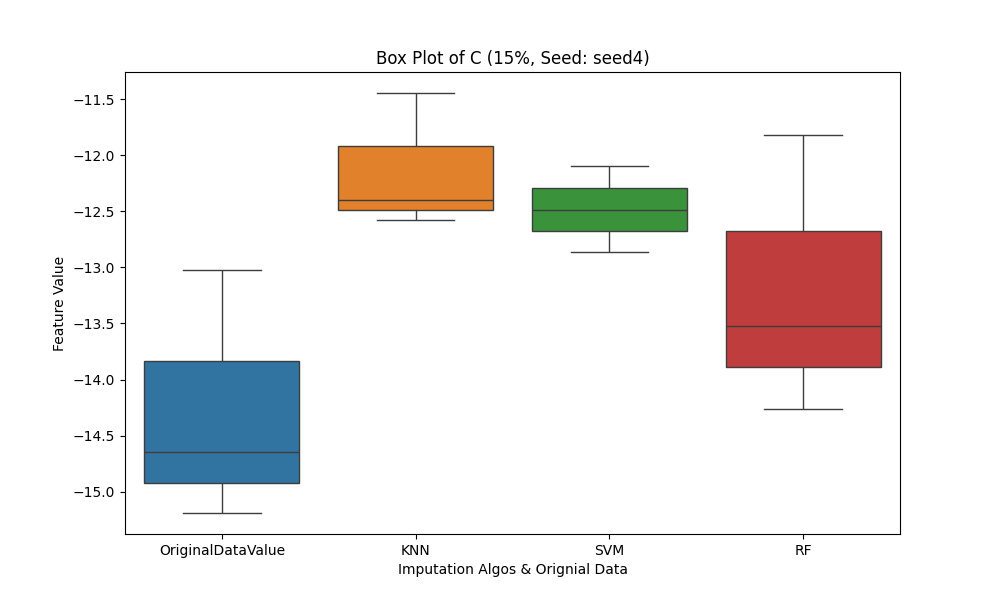 Box Plot of C (15%, Seed: seed4)
Feature Value
−11.5
−12.0
−12.5
−13.0
−13.5
−14.0
−14.5
−15.0
OriginalDataValue KNN SVM RF
Imputation Algos & Orignial Data